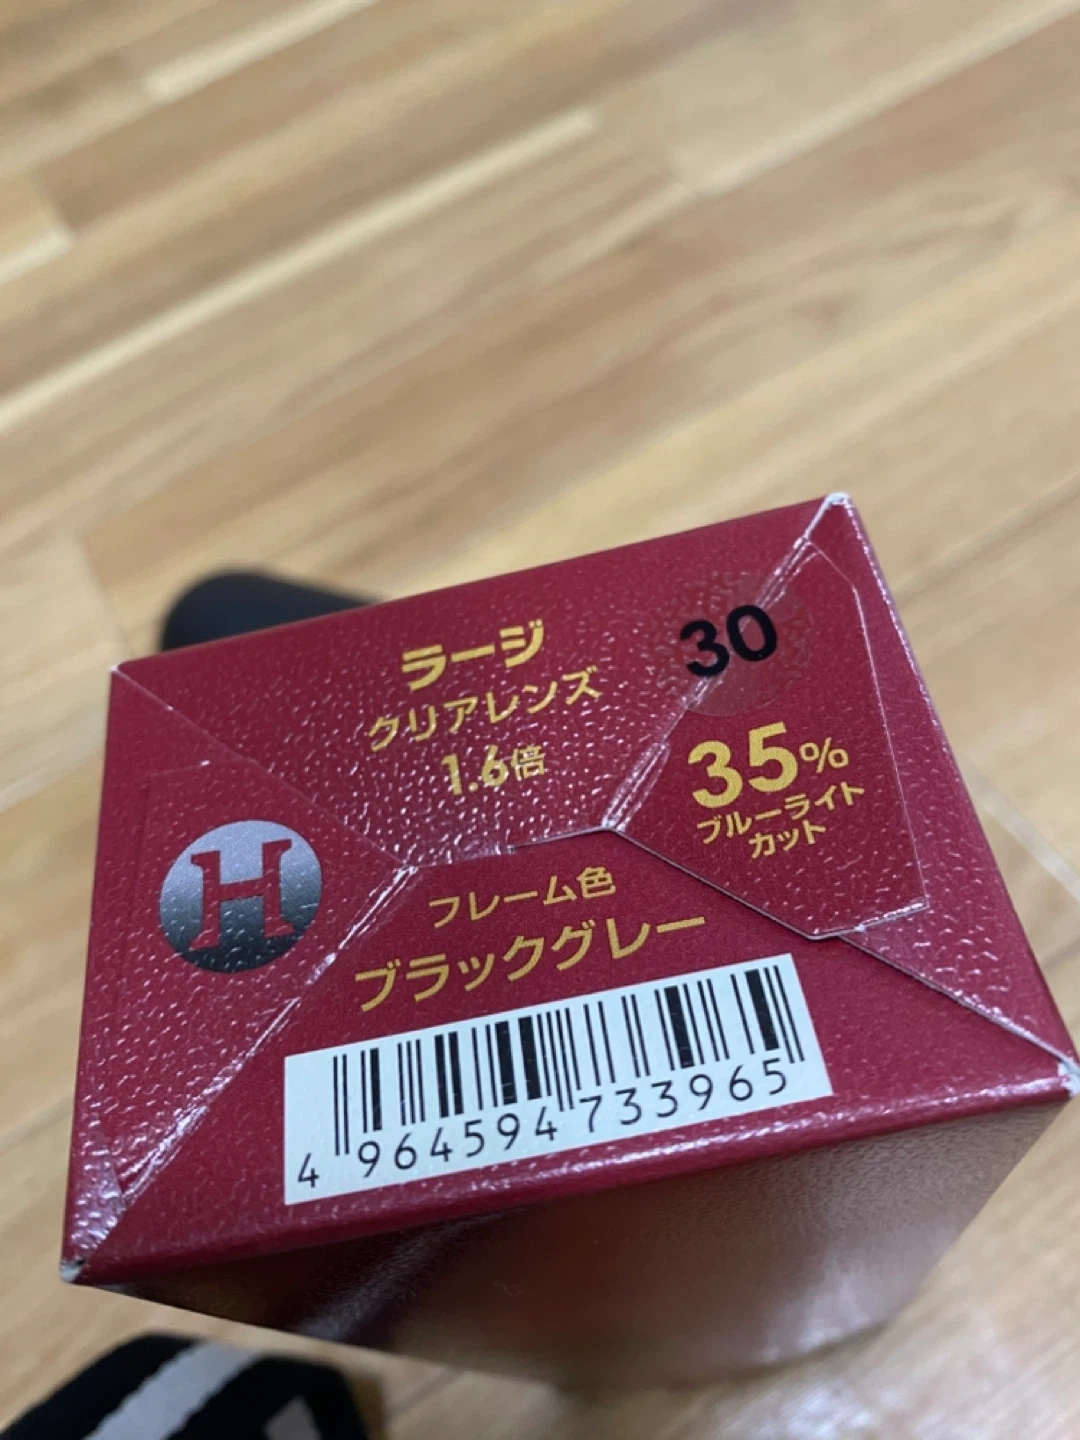 ラージ
クリアレンズ
1.6倍
30
35%
ブルーライト
カット
H
フレーム色
ブラックグレー
4 964594 733965